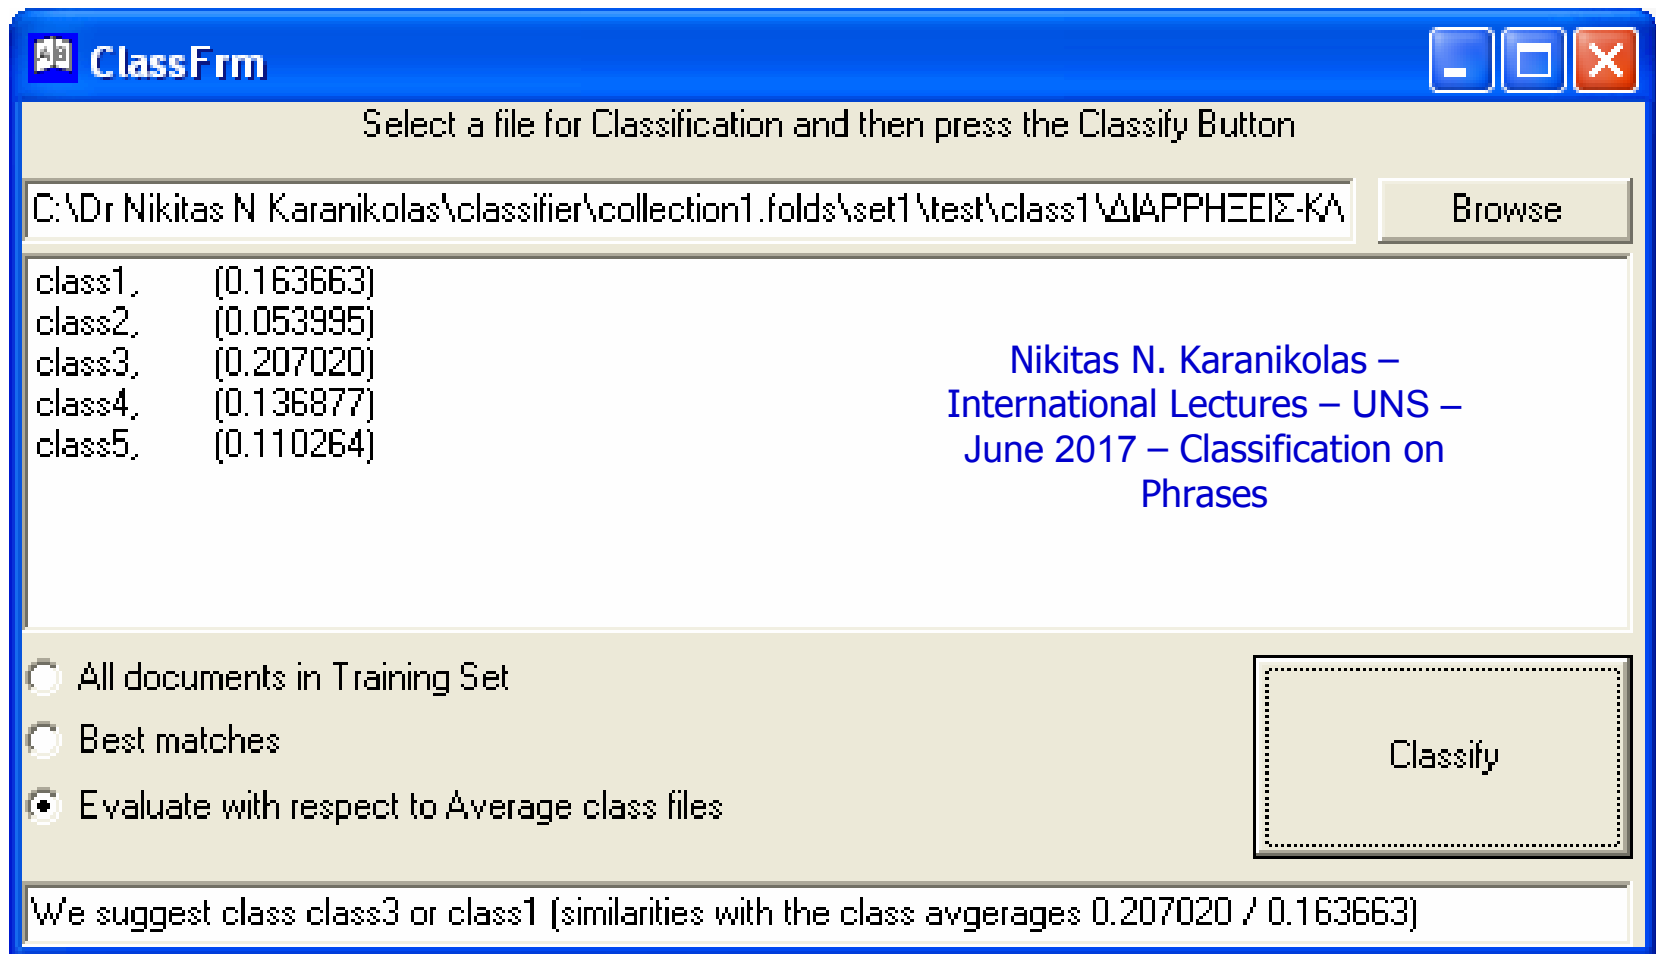 ClassFrm
Select a file for Classification and then press the Classify Button
C:\Dr Nikitas N Karanikolas\classifier\collection1.folds\set1\test\class1\ΔΙΑΡΡΗΞΕΙΣ-ΚΛ
Browse
class1, (0.163663)
class2, (0.053995)
class3, (0.207020)
class4, (0.136877)
class5, (0.110264)
Nikitas N. Karanikolas –
International Lectures – UNS –
June 2017 – Classification on
Phrases
All documents in Training Set
Best matches
Evaluate with respect to Average class files
Classify
We suggest class class3 or class1 (similarities with the class avgerages 0.207020 / 0.163663)